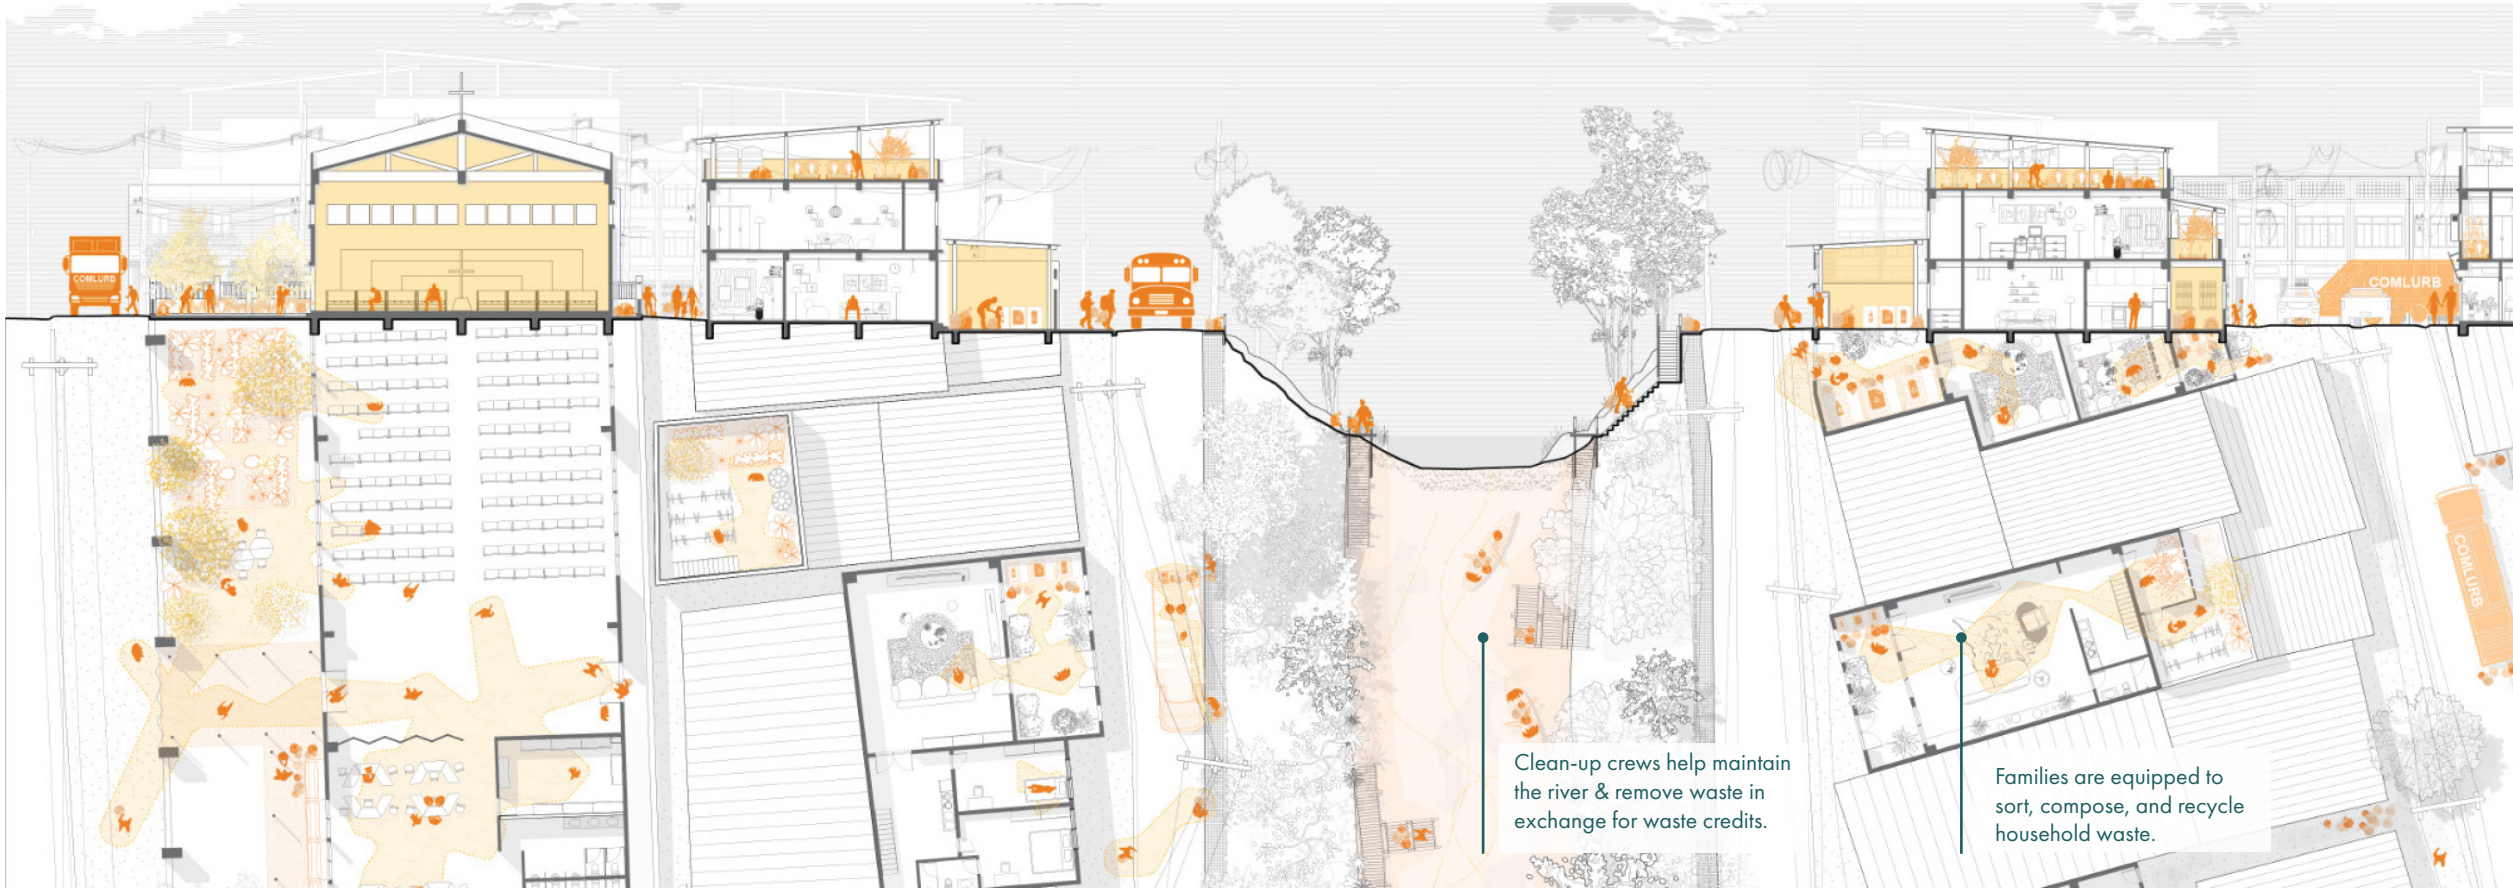 COMLURB
COMLURB
COMLURB
Clean-up crews help maintain
the river & remove waste in
exchange for waste credits.
Families are equipped to
sort, compose, and recycle
household waste.